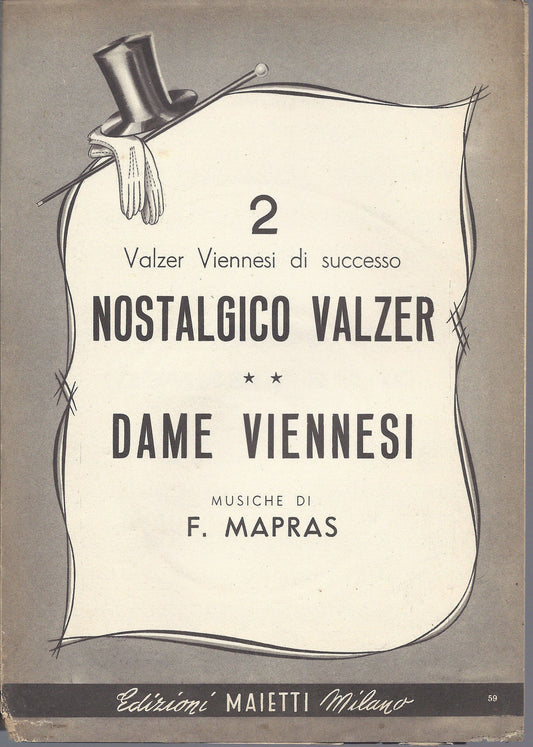 2
Valzer Viennesi di successo
NOSTALGICO VALZER
★ ★
DAME VIENNESI
MUSICHE DI
F. MAPRAS
Edizioni MAIETTI Milano
59